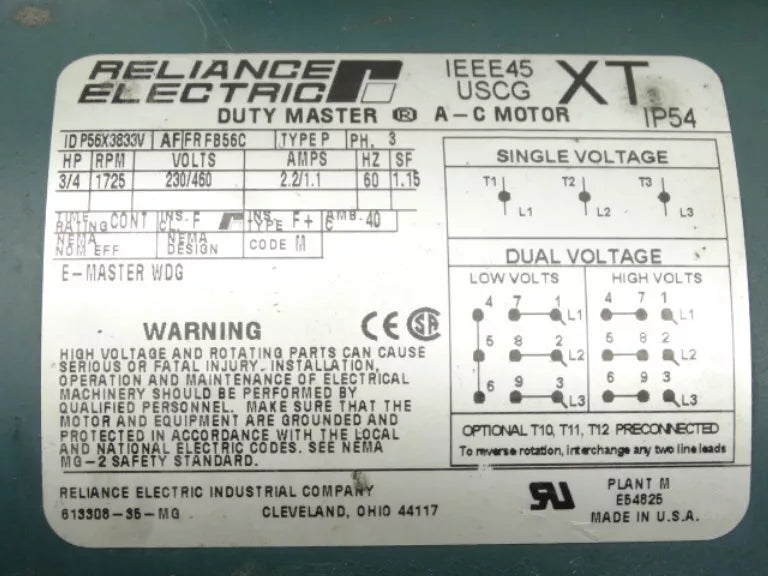 RELIANCE
ELECTRIC
IEEE45
USCG
XT
DUTY MASTER ® A-C MOTOR
IP54
ID P56X3833V AF FR FB56C TYPE P PH. 3
HP RPM VOLTS AMPS HZ SF
3/4 1725 230/460 2.2/1.1 60 1.15
TIME RATING CONT INS. CL. F INS. TYPE F+ AMB. C 40
NEMA NOM EFF NEMA DESIGN CODE M
E-MASTER WDG
SINGLE VOLTAGE
T1 T2 T3
L1 L2 L3
DUAL VOLTAGE
LOW VOLTS HIGH VOLTS
4 7 1 4 7 1
L1 L1
5 8 2 5 8 2
L2 L2
6 9 3 6 9 3
L3 L3
OPTIONAL T10, T11, T12 PRECONNECTED
To reverse rotation, interchange any two line leads
WARNING
CE SA
HIGH VOLTAGE AND ROTATING PARTS CAN CAUSE
SERIOUS OR FATAL INJURY. INSTALLATION,
OPERATION AND MAINTENANCE OF ELECTRICAL
MACHINERY SHOULD BE PERFORMED BY
QUALIFIED PERSONNEL. MAKE SURE THAT THE
MOTOR AND EQUIPMENT ARE GROUNDED AND
PROTECTED IN ACCORDANCE WITH THE LOCAL
AND NATIONAL ELECTRIC CODES. SEE NEMA
MG-2 SAFETY STANDARD.
RELIANCE ELECTRIC INDUSTRIAL COMPANY
613308-35-MG CLEVELAND, OHIO 44117
RU
PLANT M
E54825
MADE IN U.S.A.